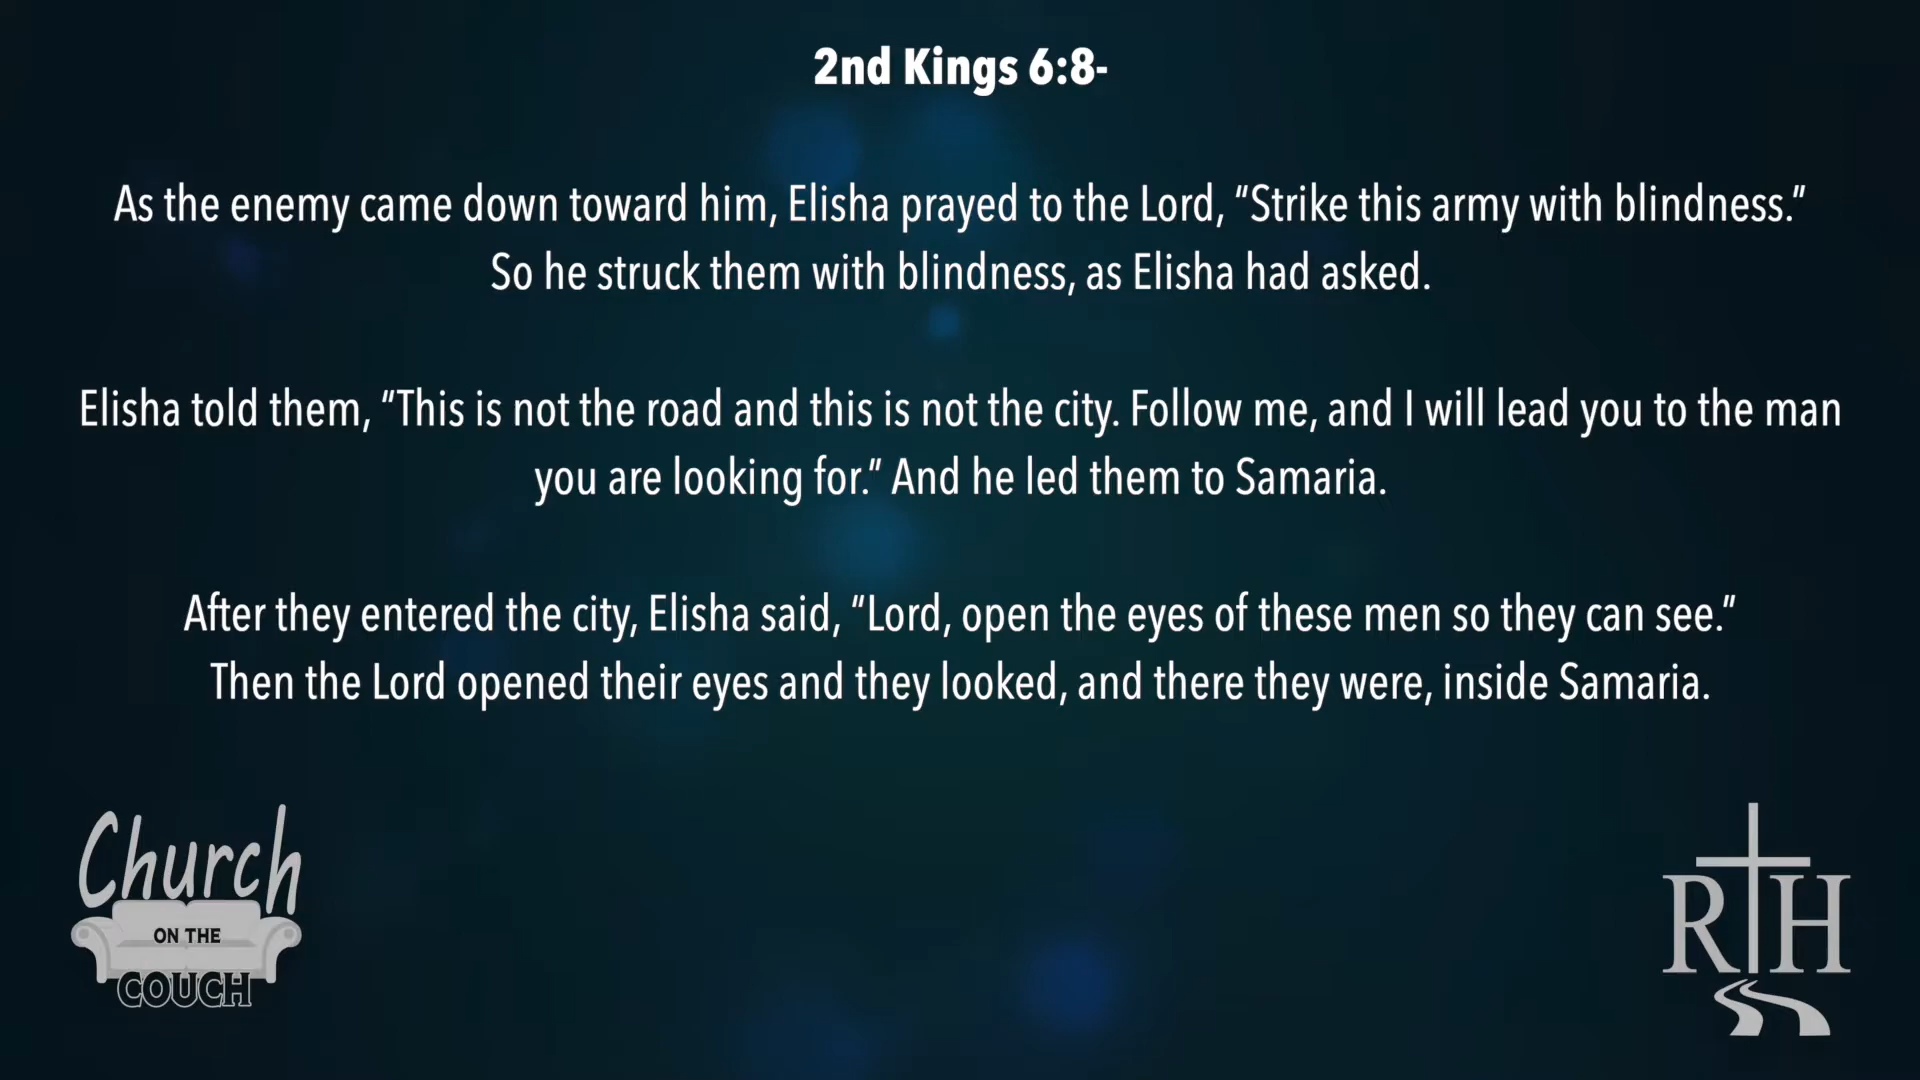 2nd Kings 6:8-
As the enemy came down toward him, Elisha prayed to the Lord, “Strike this army with blindness.”
So he struck them with blindness, as Elisha had asked.
Elisha told them, “This is not the road and this is not the city. Follow me, and I will lead you to the man
you are looking for.” And he led them to Samaria.
After they entered the city, Elisha said, “Lord, open the eyes of these men so they can see.”
Then the Lord opened their eyes and they looked, and there they were, inside Samaria.
Church
ON THE
COUCH
RTH